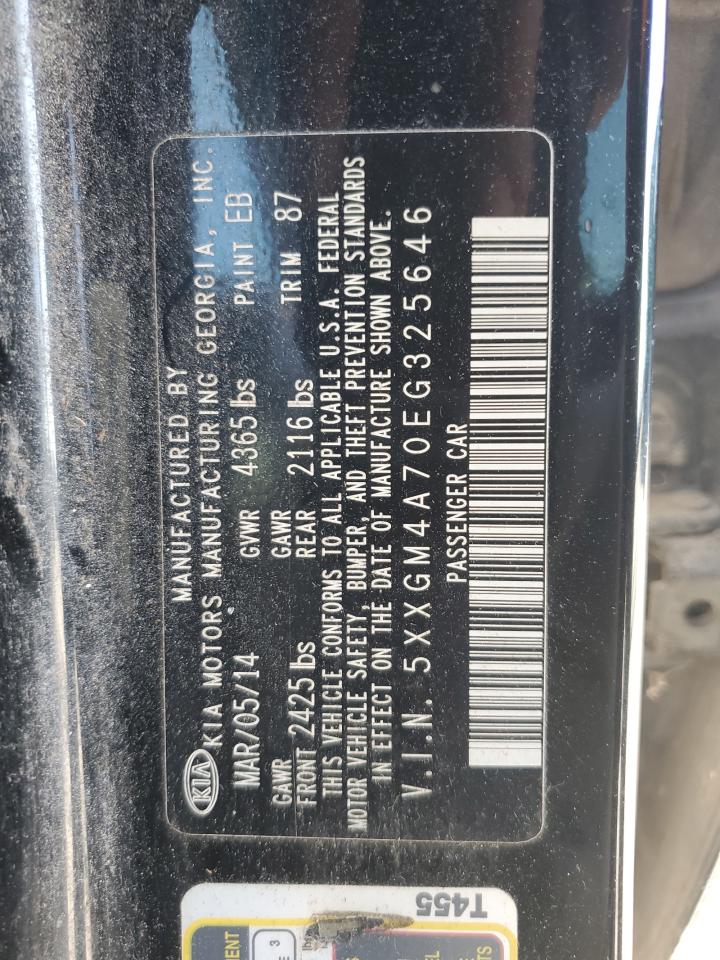 MANUFACTURED BY
KIA KIA MOTORS MANUFACTURING GEORGIA, INC.
MAR/05/14 GVWR 4365 lbs PAINT EB
GAWR GAWR
FRONT 2425 lbs REAR 2116 lbs TRIM 87
THIS VEHICLE CONFORMS TO ALL APPLICABLE U.S.A. FEDERAL
MOTOR VEHICLE SAFETY, BUMPER, AND THEFT PREVENTION STANDARDS
IN EFFECT ON THE DATE OF MANUFACTURE SHOWN ABOVE.
V.I.N. 5XXGM4A70EG325646
PASSENGER CAR
T455